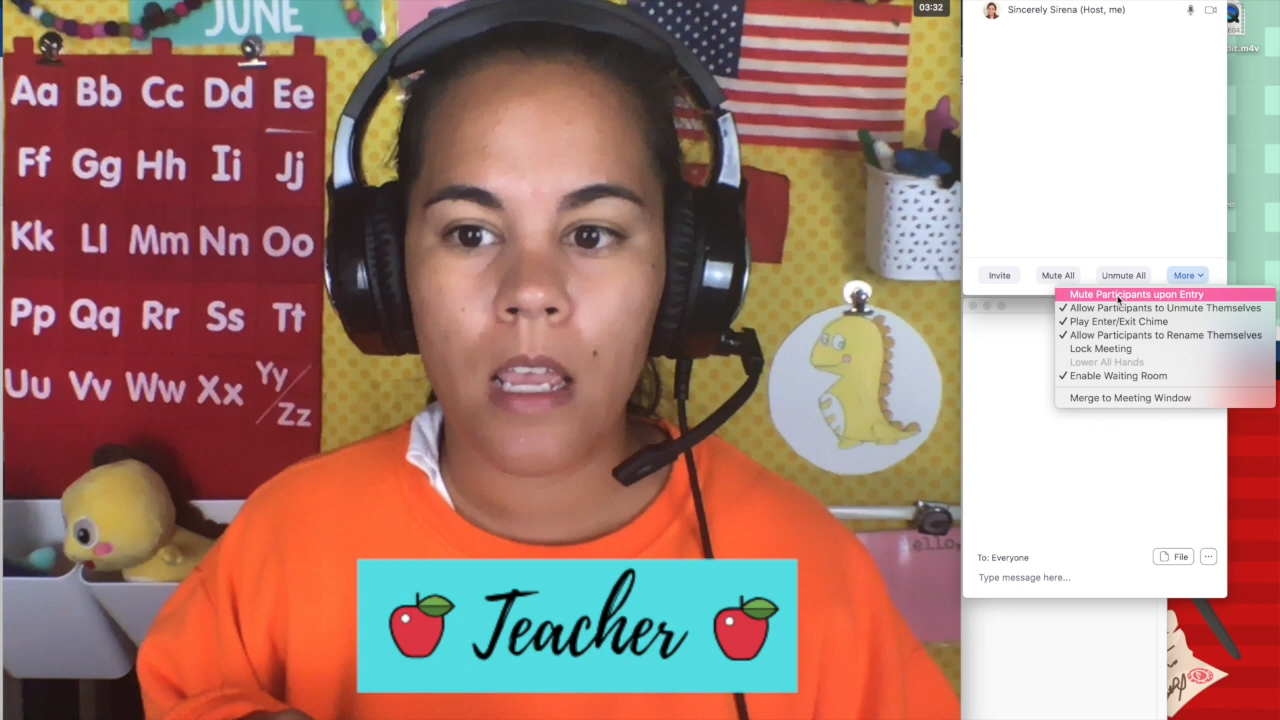 JUNE
Aa Bb Cc Dd Ee
Ff Gg Hh Ii Jj
Kk Ll Mm Nn Oo
Pp Qq Rr Ss Tt
Uu Vv Ww Xx Yy/Zz
ello,
Teacher
03:32
Sincerely Sirena (Host, me)
dit.m4v
Invite Mute All Unmute All More
Mute Participants upon Entry
✓ Allow Participants to Unmute Themselves
✓ Play Enter/Exit Chime
✓ Allow Participants to Rename Themselves
Lock Meeting
Lower All Hands
✓ Enable Waiting Room
Merge to Meeting Window
To: Everyone
File ...
Type message here...